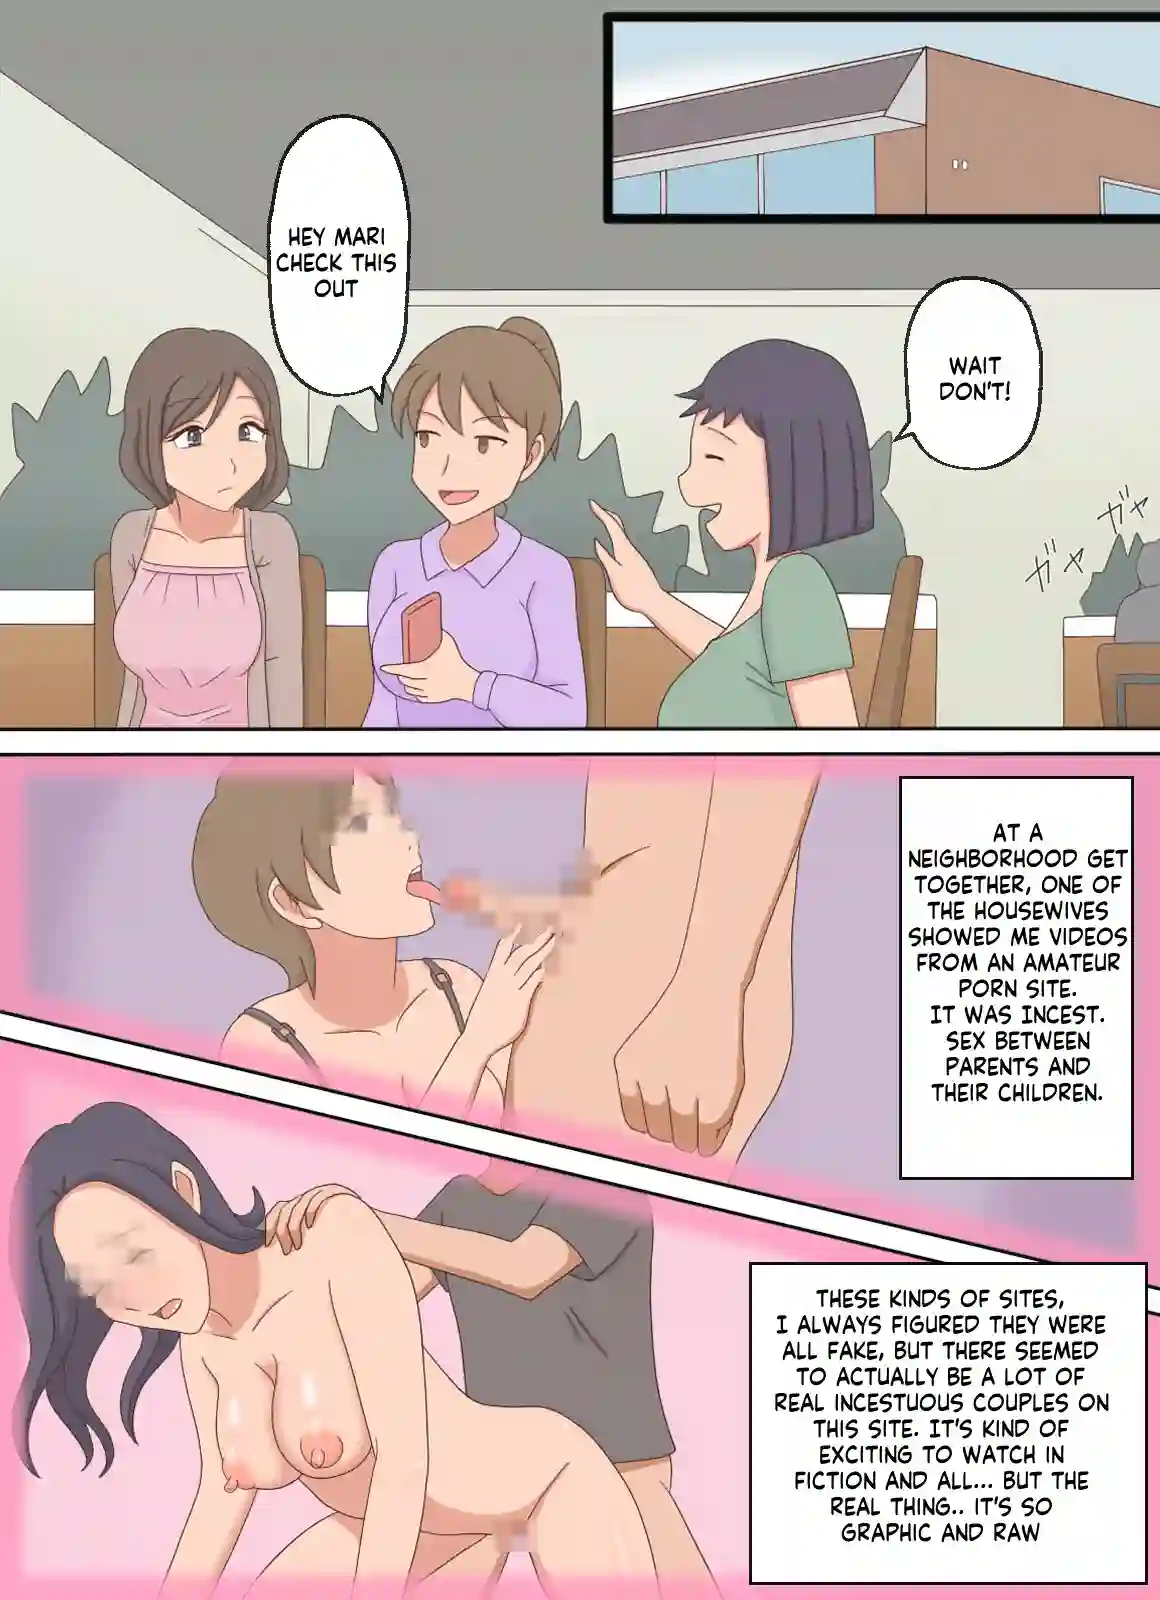 HEY MARI
CHECK THIS
OUT
WAIT
DON'T!
ガヤ
ガヤ
AT A
NEIGHBORHOOD GET
TOGETHER, ONE OF
THE HOUSEWIVES
SHOWED ME VIDEOS
FROM AN AMATEUR
PORN SITE.
IT WAS INCEST.
SEX BETWEEN
PARENTS AND
THEIR CHILDREN.
THESE KINDS OF SITES,
I ALWAYS FIGURED THEY WERE
ALL FAKE, BUT THERE SEEMED
TO ACTUALLY BE A LOT OF
REAL INCESTUOUS COUPLES ON
THIS SITE. IT'S KIND OF
EXCITING TO WATCH IN
FICTION AND ALL... BUT THE
REAL THING.. IT'S SO
GRAPHIC AND RAW